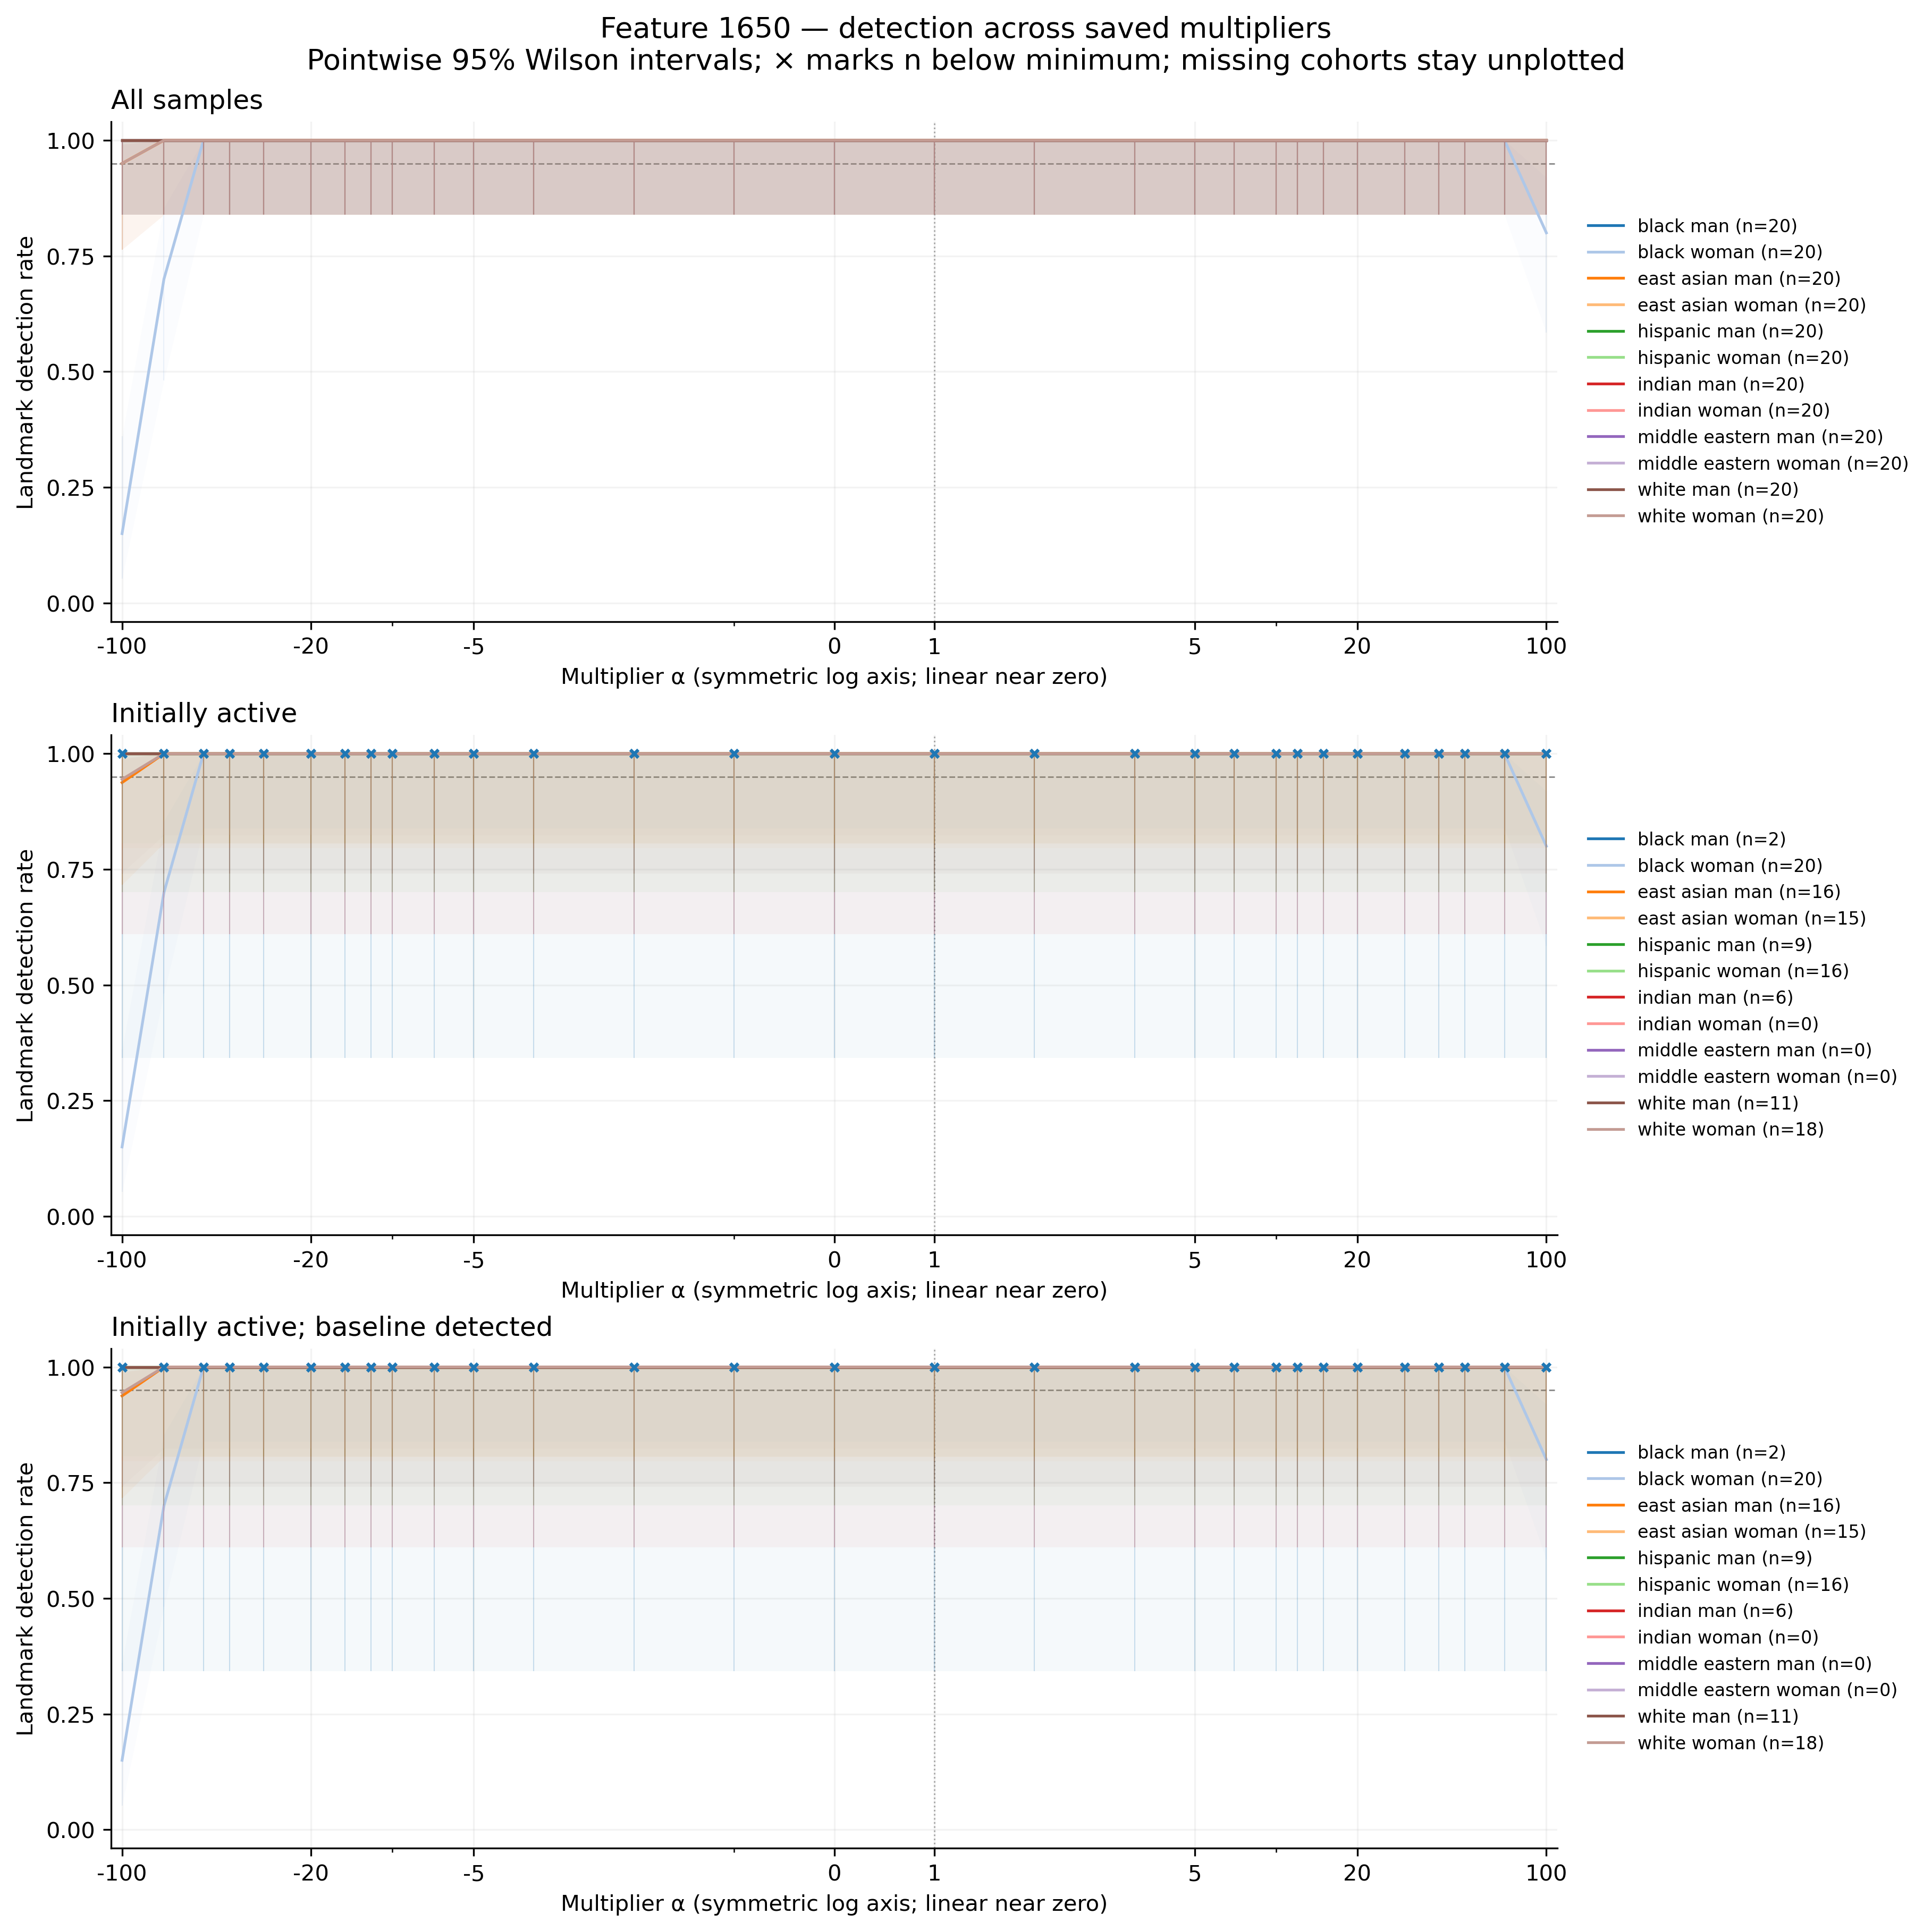 Feature 1650 — detection across saved multipliers
Pointwise 95% Wilson intervals; × marks n below minimum; missing cohorts stay unplotted
All samples
Landmark detection rate
1.00
0.75
0.50
0.25
0.00
-100
-20
-5
0
1
5
20
100
Multiplier α (symmetric log axis; linear near zero)
black man (n=20)
black woman (n=20)
east asian man (n=20)
east asian woman (n=20)
hispanic man (n=20)
hispanic woman (n=20)
indian man (n=20)
indian woman (n=20)
middle eastern man (n=20)
middle eastern woman (n=20)
white man (n=20)
white woman (n=20)
Initially active
Landmark detection rate
1.00
0.75
0.50
0.25
0.00
-100
-20
-5
0
1
5
20
100
Multiplier α (symmetric log axis; linear near zero)
black man (n=2)
black woman (n=20)
east asian man (n=16)
east asian woman (n=15)
hispanic man (n=9)
hispanic woman (n=16)
indian man (n=6)
indian woman (n=0)
middle eastern man (n=0)
middle eastern woman (n=0)
white man (n=11)
white woman (n=18)
Initially active; baseline detected
Landmark detection rate
1.00
0.75
0.50
0.25
0.00
-100
-20
-5
0
1
5
20
100
Multiplier α (symmetric log axis; linear near zero)
black man (n=2)
black woman (n=20)
east asian man (n=16)
east asian woman (n=15)
hispanic man (n=9)
hispanic woman (n=16)
indian man (n=6)
indian woman (n=0)
middle eastern man (n=0)
middle eastern woman (n=0)
white man (n=11)
white woman (n=18)